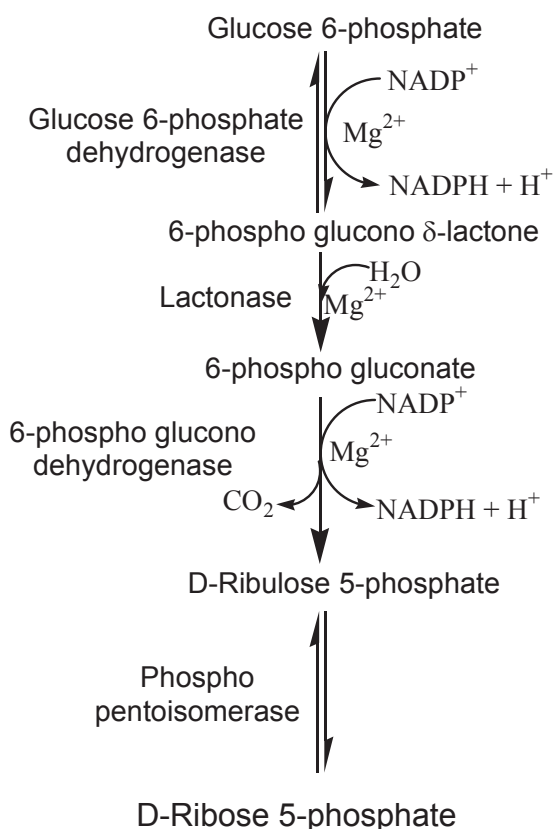 Glucose 6-phosphate
NADP⁺
Glucose 6-phosphate
dehydrogenase
Mg²⁺
NADPH + H⁺
6-phospho glucono δ-lactone
H₂O
Lactonase
Mg²⁺
6-phospho gluconate
NADP⁺
6-phospho glucono
dehydrogenase
Mg²⁺
CO₂
NADPH + H⁺
D-Ribulose 5-phosphate
Phospho
pentoisomerase
D-Ribose 5-phosphate